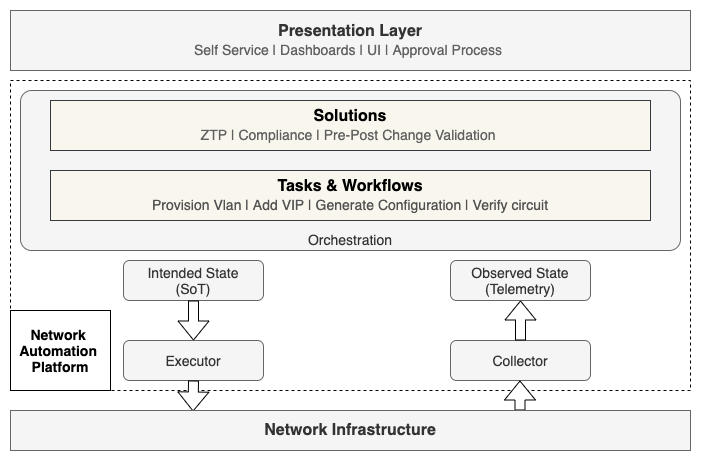 Presentation Layer
Self Service | Dashboards | UI | Approval Process
Solutions
ZTP | Compliance | Pre-Post Change Validation
Tasks & Workflows
Provision Vlan | Add VIP | Generate Configuration | Verify circuit
Orchestration
Intended State
(SoT)
Observed State
(Telemetry)
Network
Automation
Platform
Executor
Collector
Network Infrastructure